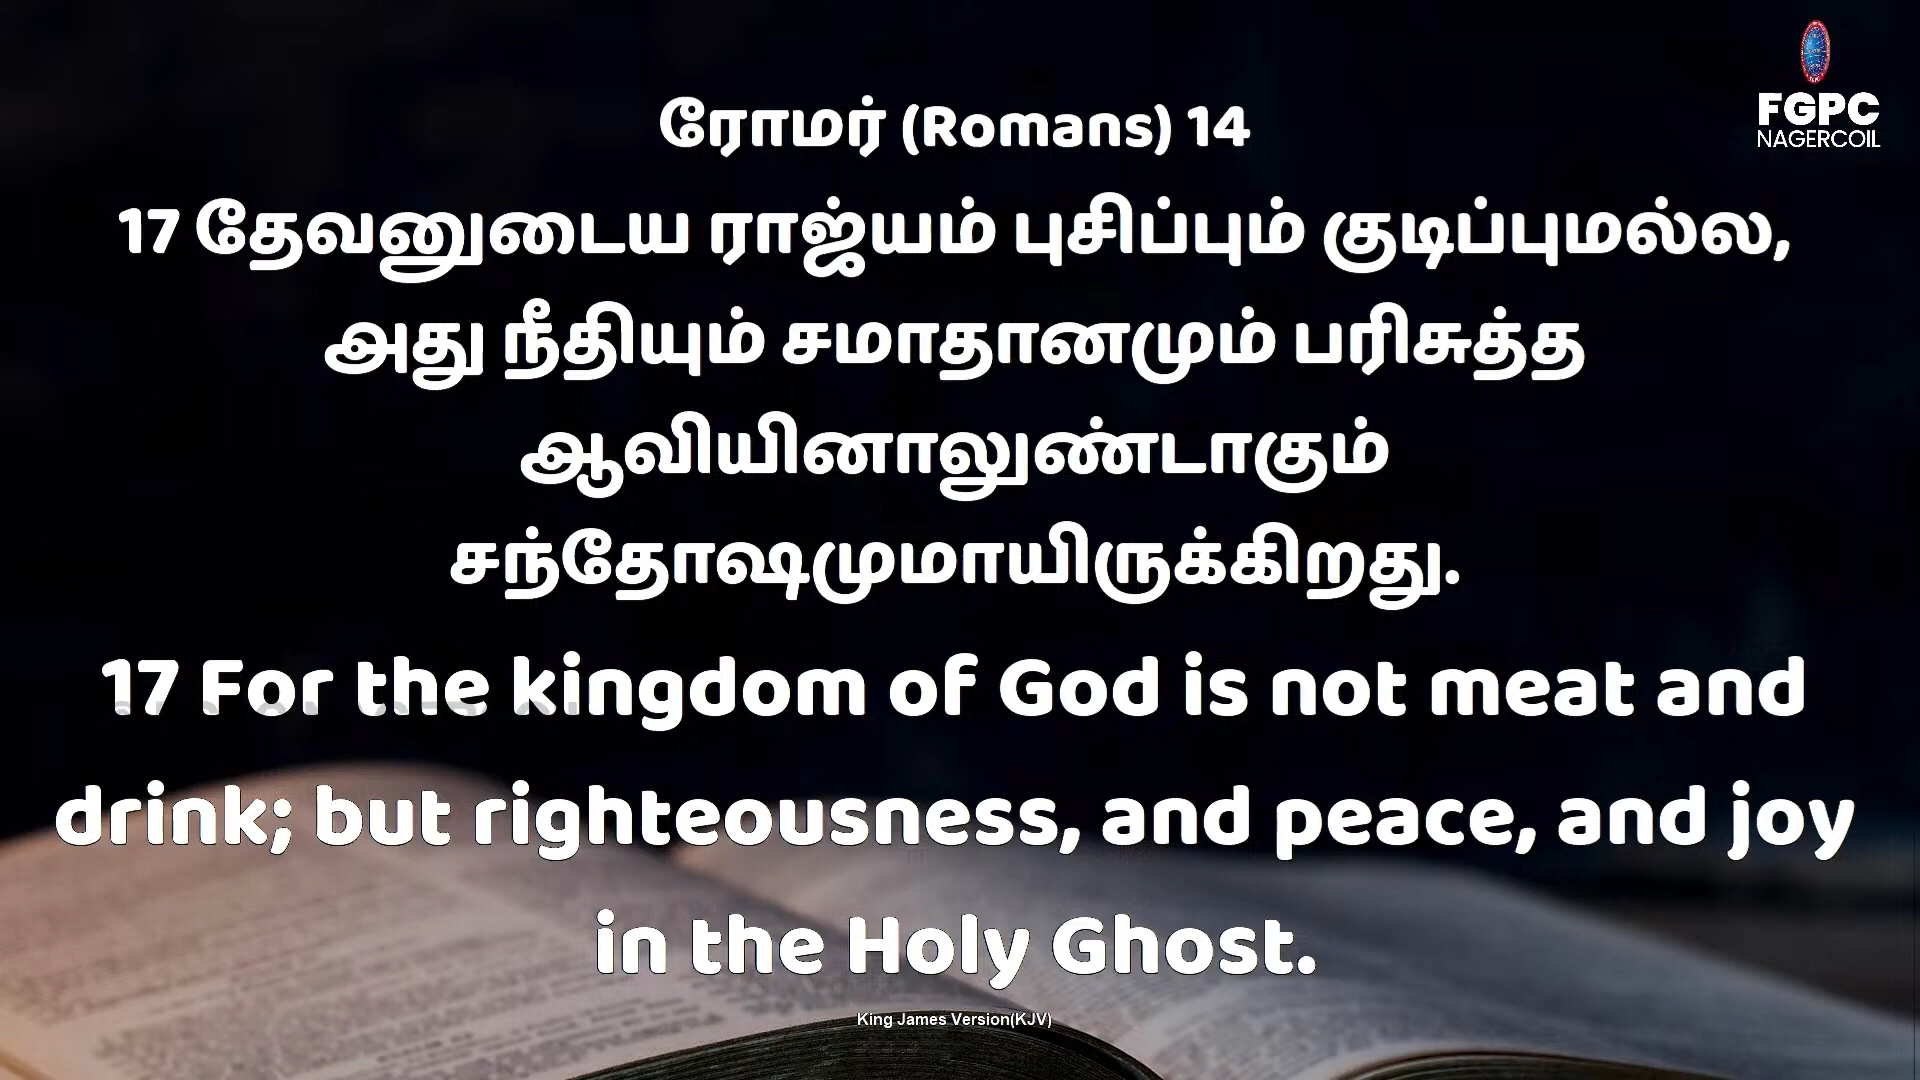 FGPC
NAGERCOIL
ரோமர் (Romans) 14
17 தேவனுடைய ராஜ்யம் புசிப்பும் குடிப்புமல்ல,
அது நீதியும் சமாதானமும் பரிசுத்த
ஆவியினாலுண்டாகும்
சந்தோஷமுமாயிருக்கிறது.
17 For the kingdom of God is not meat and
drink; but righteousness, and peace, and joy
in the Holy Ghost.
King James Version(KJV)